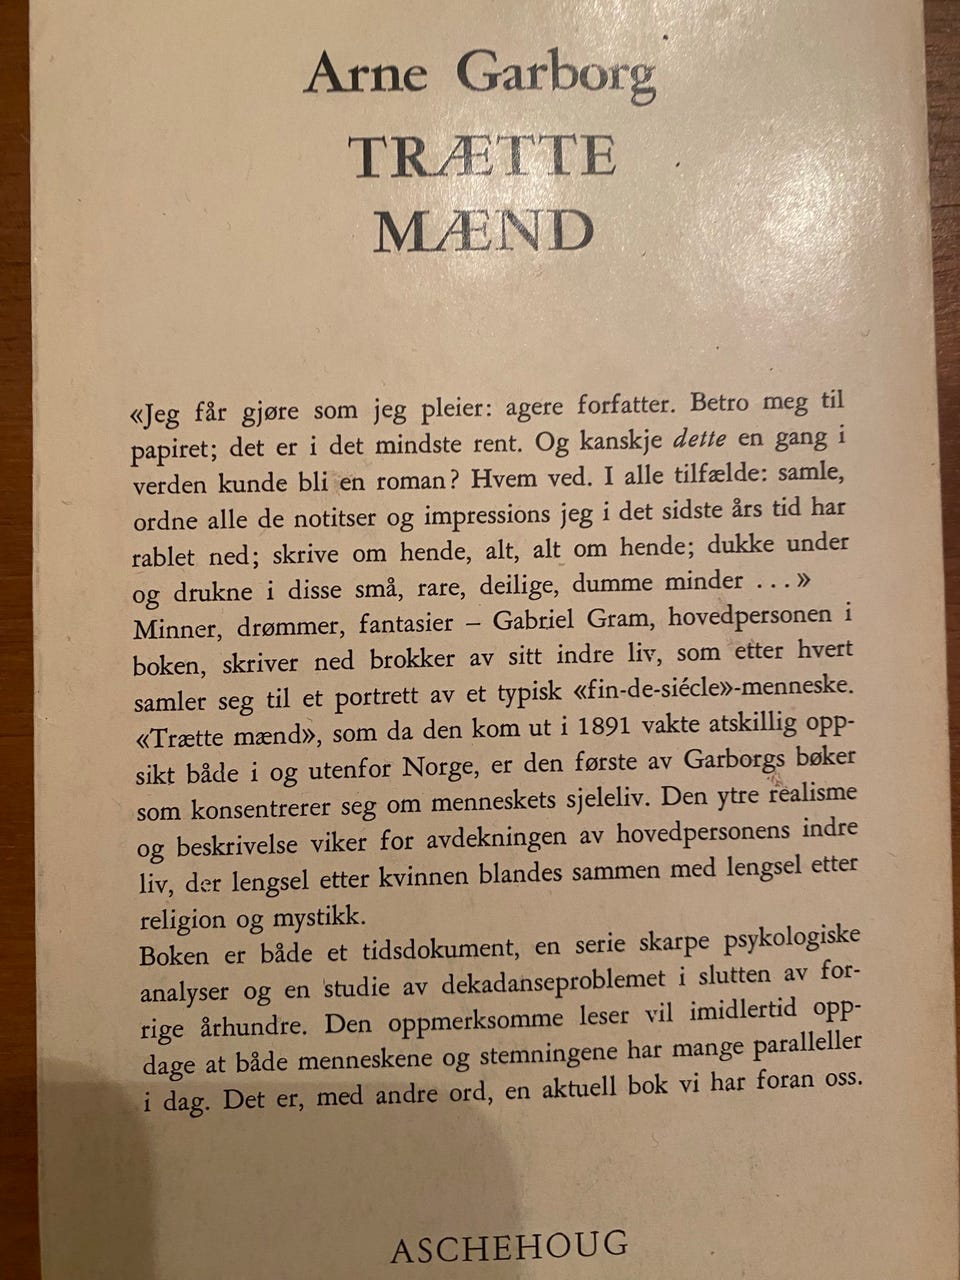 Arne Garborg
TRÆTTE
MÆND
«Jeg får gjøre som jeg pleier: agere forfatter. Betro meg til
papiret; det er i det mindste rent. Og kanskje dette en gang i
verden kunde bli en roman? Hvem ved. I alle tilfælde: samle,
ordne alle de notitser og impressions jeg i det sidste års tid har
rablet ned; skrive om hende, alt, alt om hende; dukke under
og drukne i disse små, rare, deilige, dumme minder ...»
Minner, drømmer, fantasier – Gabriel Gram, hovedpersonen i
boken, skriver ned brokker av sitt indre liv, som etter hvert
samler seg til et portrett av et typisk «fin-de-siécle»-menneske.
«Trætte mænd», som da den kom ut i 1891 vakte atskillig opp-
sikt både i og utenfor Norge, er den første av Garborgs bøker
som konsentrerer seg om menneskets sjeleliv. Den ytre realisme
og beskrivelse viker for avdekningen av hovedpersonens indre
liv, der lengsel etter kvinnen blandes sammen med lengsel etter
religion og mystikk.
Boken er både et tidsdokument, en serie skarpe psykologiske
analyser og en studie av dekadanseproblemet i slutten av for-
rige århundre. Den oppmerksomme leser vil imidlertid opp-
dage at både menneskene og stemningene har mange paralleller
i dag. Det er, med andre ord, en aktuell bok vi har foran oss.
ASCHEHOUG